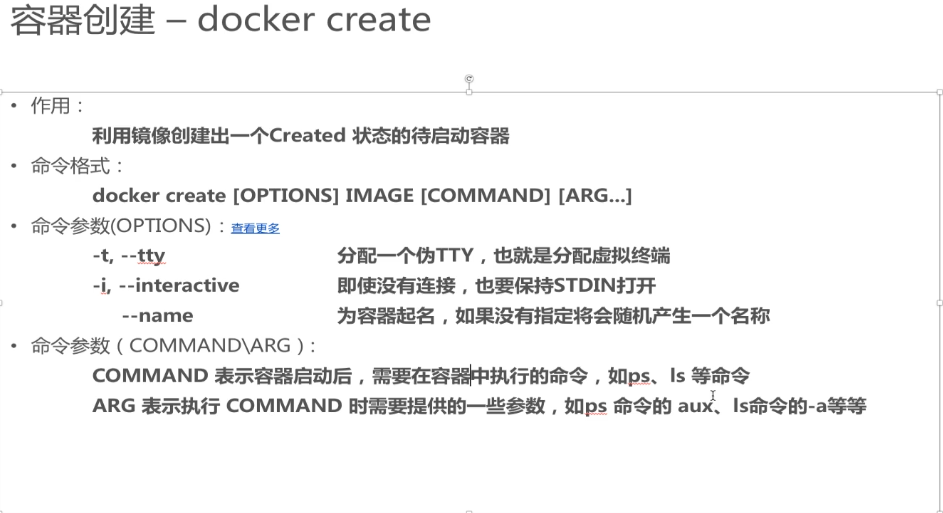 容器创建 – docker create
• 作用：
利用镜像创建出一个Created 状态的待启动容器
• 命令格式：
docker create [OPTIONS] IMAGE [COMMAND] [ARG...]
• 命令参数(OPTIONS)：查看更多
-t, --tty 分配一个伪TTY，也就是分配虚拟终端
-i, --interactive 即使没有连接，也要保持STDIN打开
--name 为容器起名，如果没有指定将会随机产生一个名称
• 命令参数（COMMAND\ARG）:
COMMAND 表示容器启动后，需要在容器中执行的命令，如ps、ls 等命令
ARG 表示执行 COMMAND 时需要提供的一些参数，如ps 命令的 aux、ls命令的-a等等